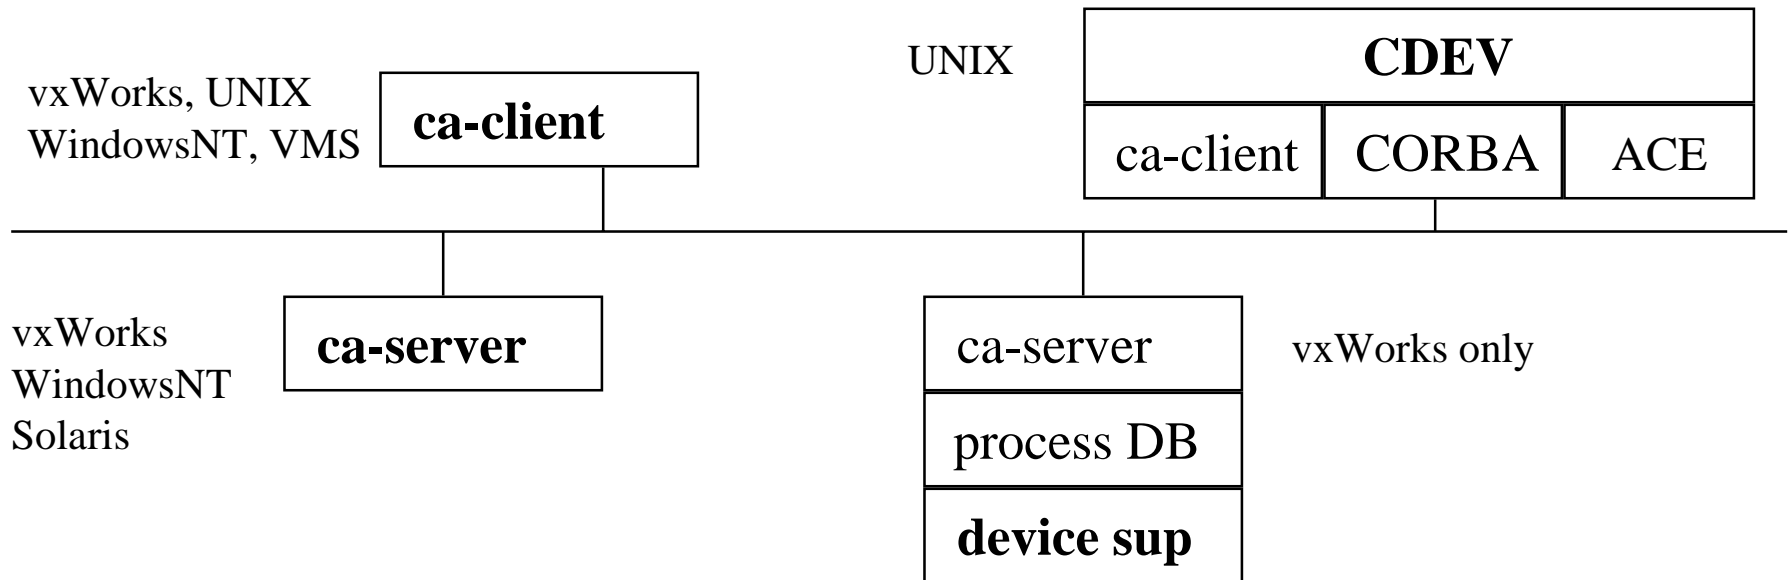 vxWorks, UNIX
WindowsNT, VMS
ca-client
UNIX
CDEV
ca-client
CORBA
ACE
vxWorks
WindowsNT
Solaris
ca-server
ca-server
process DB
device sup
vxWorks only